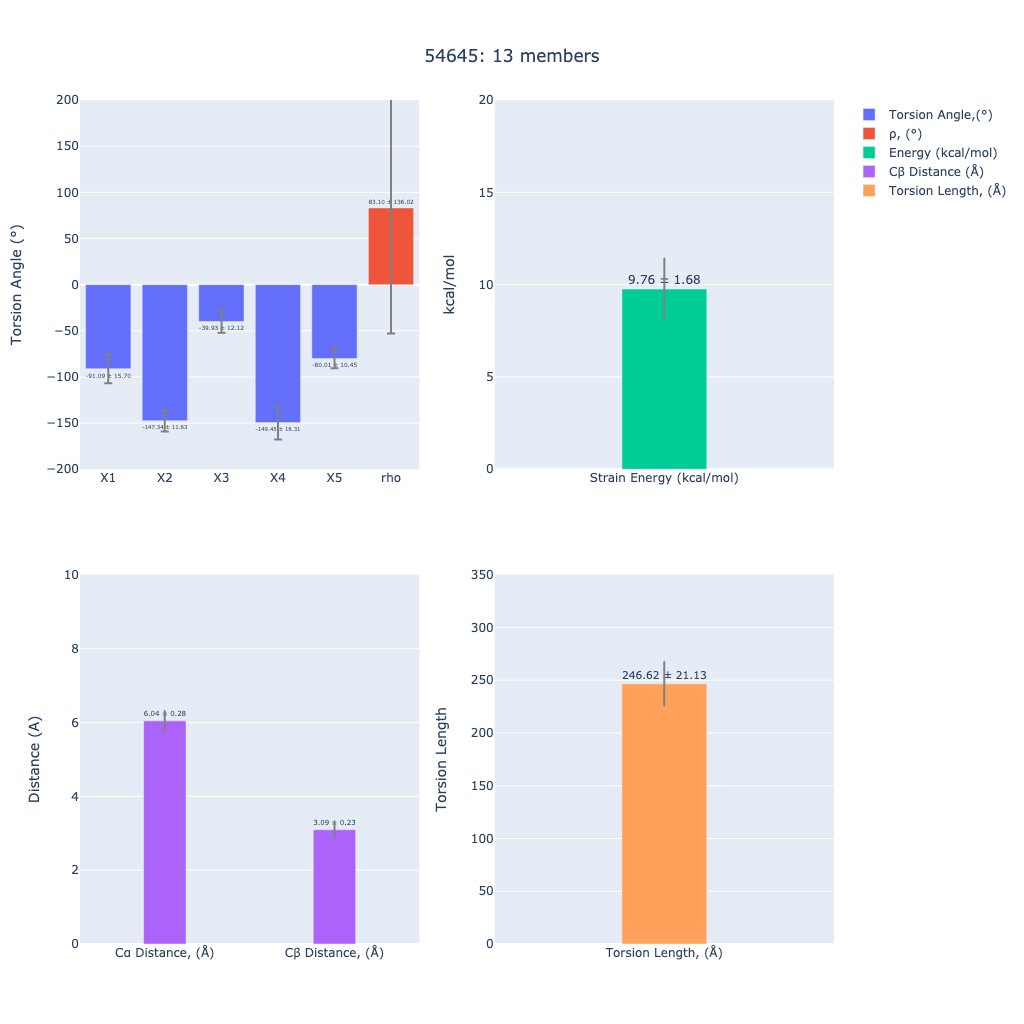 54645: 13 members
Torsion Angle (°)
200
150
100
50
0
−50
−100
−150
−200
-91.09 ± 15.70
-147.34 ± 11.63
-39.93 ± 12.12
-149.45 ± 18.31
-80.01 ± 10.45
83.10 ± 136.02
X1 X2 X3 X4 X5 rho
kcal/mol
20
15
10
5
0
9.76 ± 1.68
Strain Energy (kcal/mol)
Torsion Angle,(°)
ρ, (°)
Energy (kcal/mol)
Cβ Distance (Å)
Torsion Length, (Å)
Distance (A)
10
8
6
4
2
0
6.04 ± 0.28
3.09 ± 0.23
Cα Distance, (Å) Cβ Distance, (Å)
Torsion Length
350
300
250
200
150
100
50
0
246.62 ± 21.13
Torsion Length, (Å)